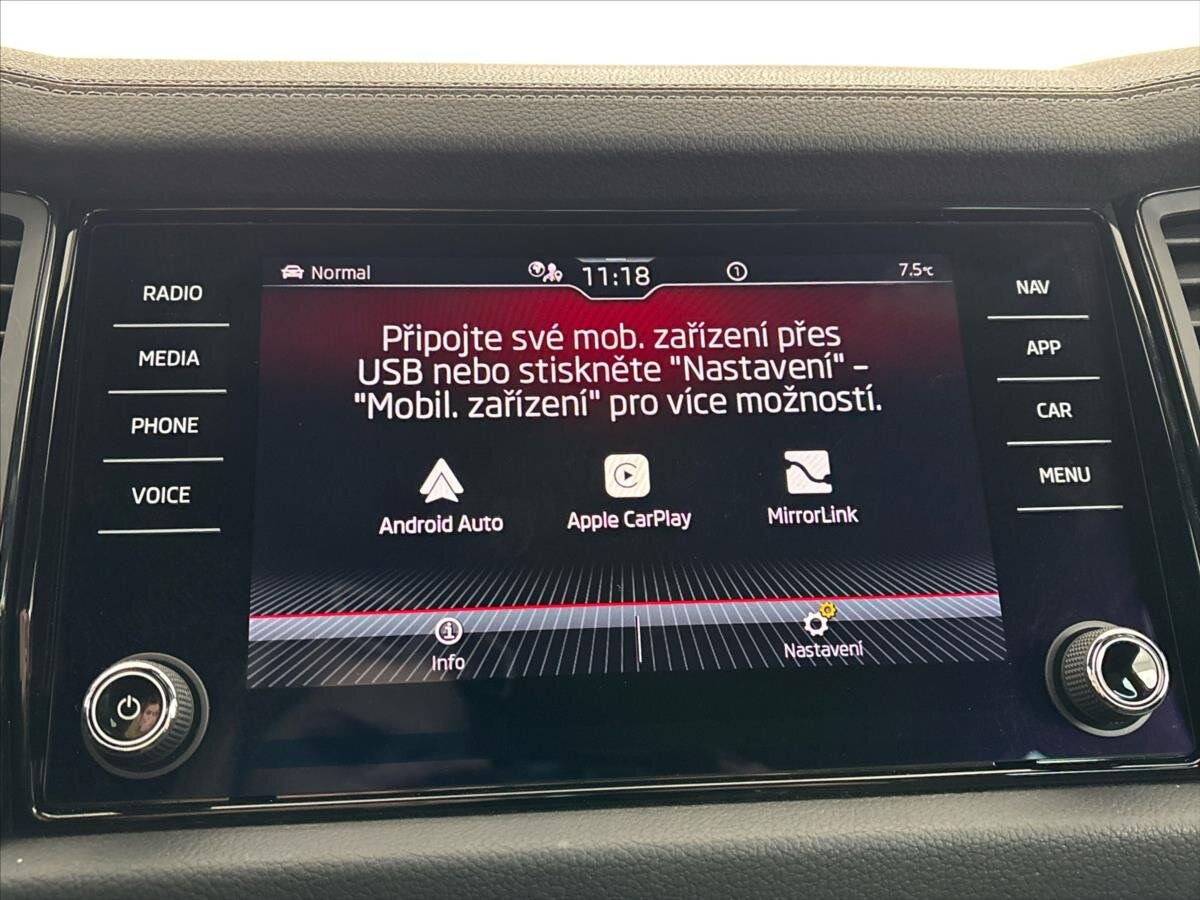 Normal 11:18 1 7.5°C
RADIO
MEDIA
PHONE
VOICE
Připojte své mob. zařízení přes
USB nebo stiskněte "Nastavení" –
"Mobil. zařízení" pro více možností.
Android Auto Apple CarPlay MirrorLink
Info Nastavení
NAV
APP
CAR
MENU